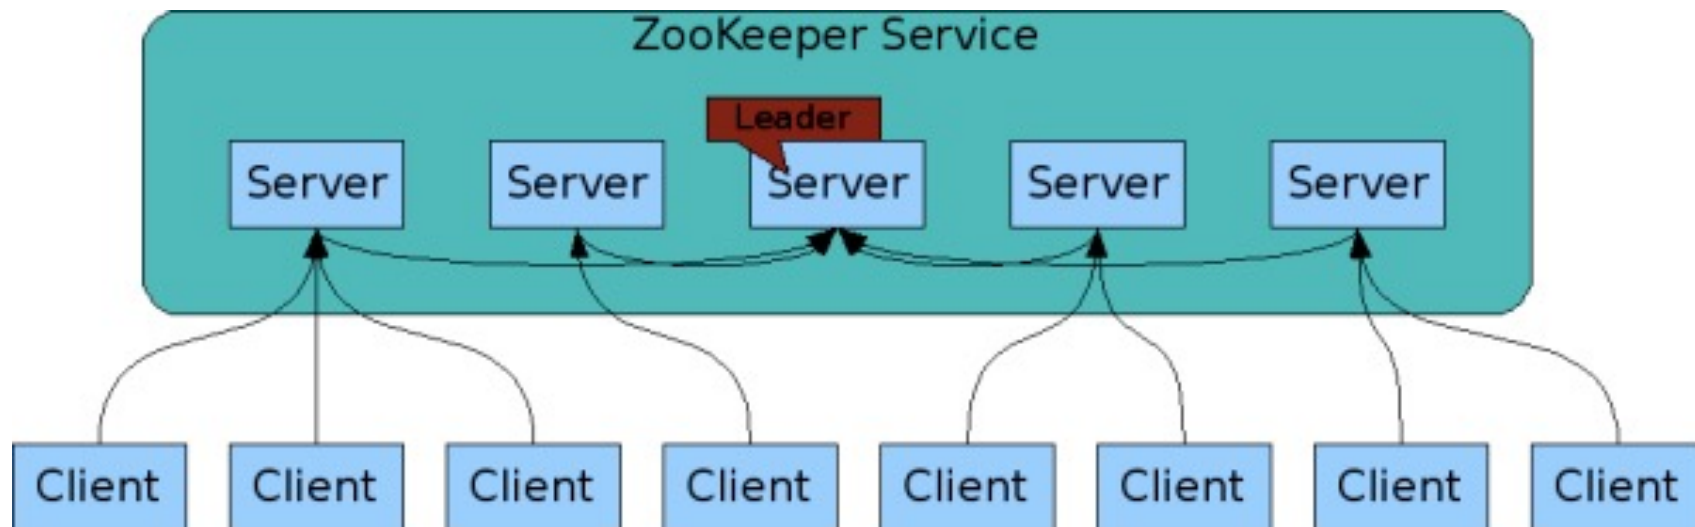 ZooKeeper Service
Leader
Server Server Server Server Server
Client Client Client Client Client Client Client Client